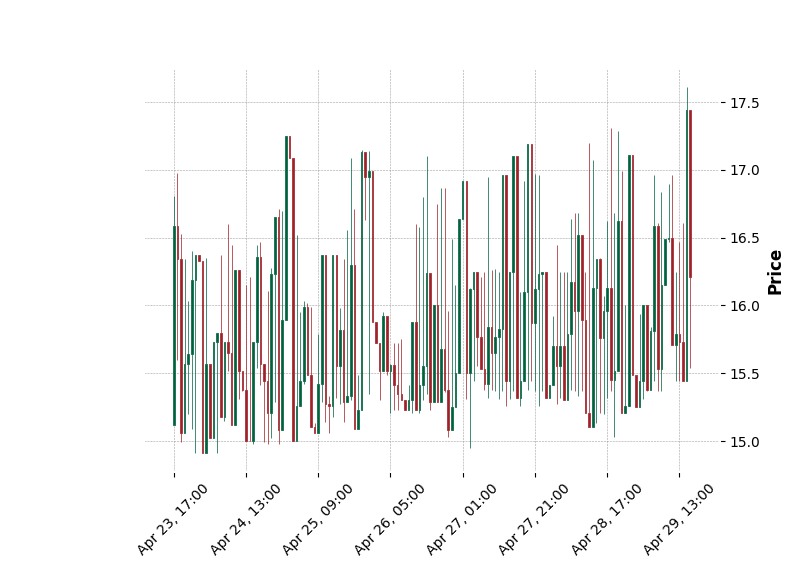 17.5
17.0
16.5
16.0
15.5
15.0
Price
Apr 23, 17:00
Apr 24, 13:00
Apr 25, 09:00
Apr 26, 05:00
Apr 27, 01:00
Apr 27, 21:00
Apr 28, 17:00
Apr 29, 13:00